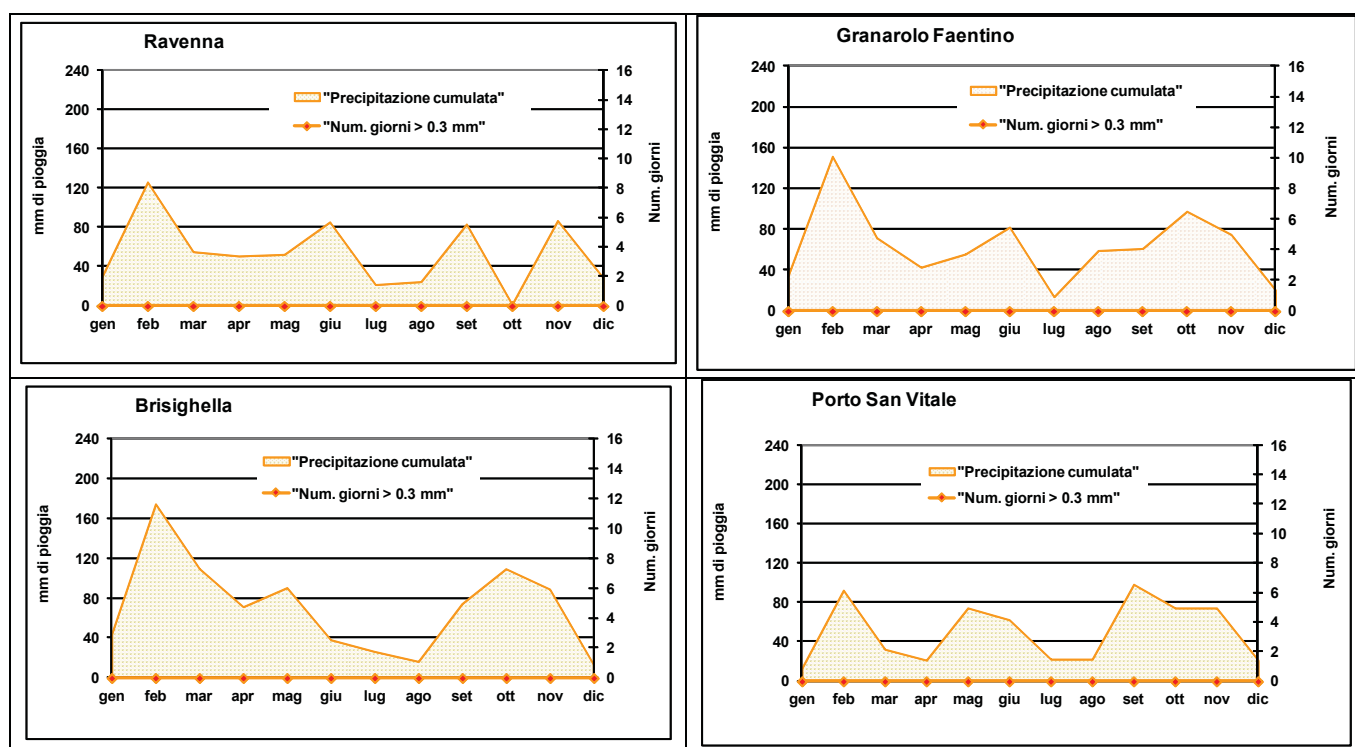 Ravenna
240 16
"Precipitazione cumulata"
200 14
"Num. giorni > 0.3 mm"
12
160
10
120 8
6
80
4
40
2
0 0
gen feb mar apr mag giu lug ago set ott nov dic
mm di pioggia
Num. giorni
Granarolo Faentino
240 16
"Precipitazione cumulata"
200 14
"Num. giorni > 0.3 mm"
12
160
10
120 8
6
80
4
40
2
0 0
gen feb mar apr mag giu lug ago set ott nov dic
mm di pioggia
Num. giorni
Brisighella
240 16
"Precipitazione cumulata"
200 14
"Num. giorni > 0.3 mm"
12
160
10
120 8
6
80
4
40
2
0 0
gen feb mar apr mag giu lug ago set ott nov dic
mm di pioggia
Num. giorni
Porto San Vitale
240 16
"Precipitazione cumulata"
200 14
"Num. giorni > 0.3 mm"
12
160
10
120 8
6
80
4
40
2
0 0
gen feb mar apr mag giu lug ago set ott nov dic
mm di pioggia
Num. giorni